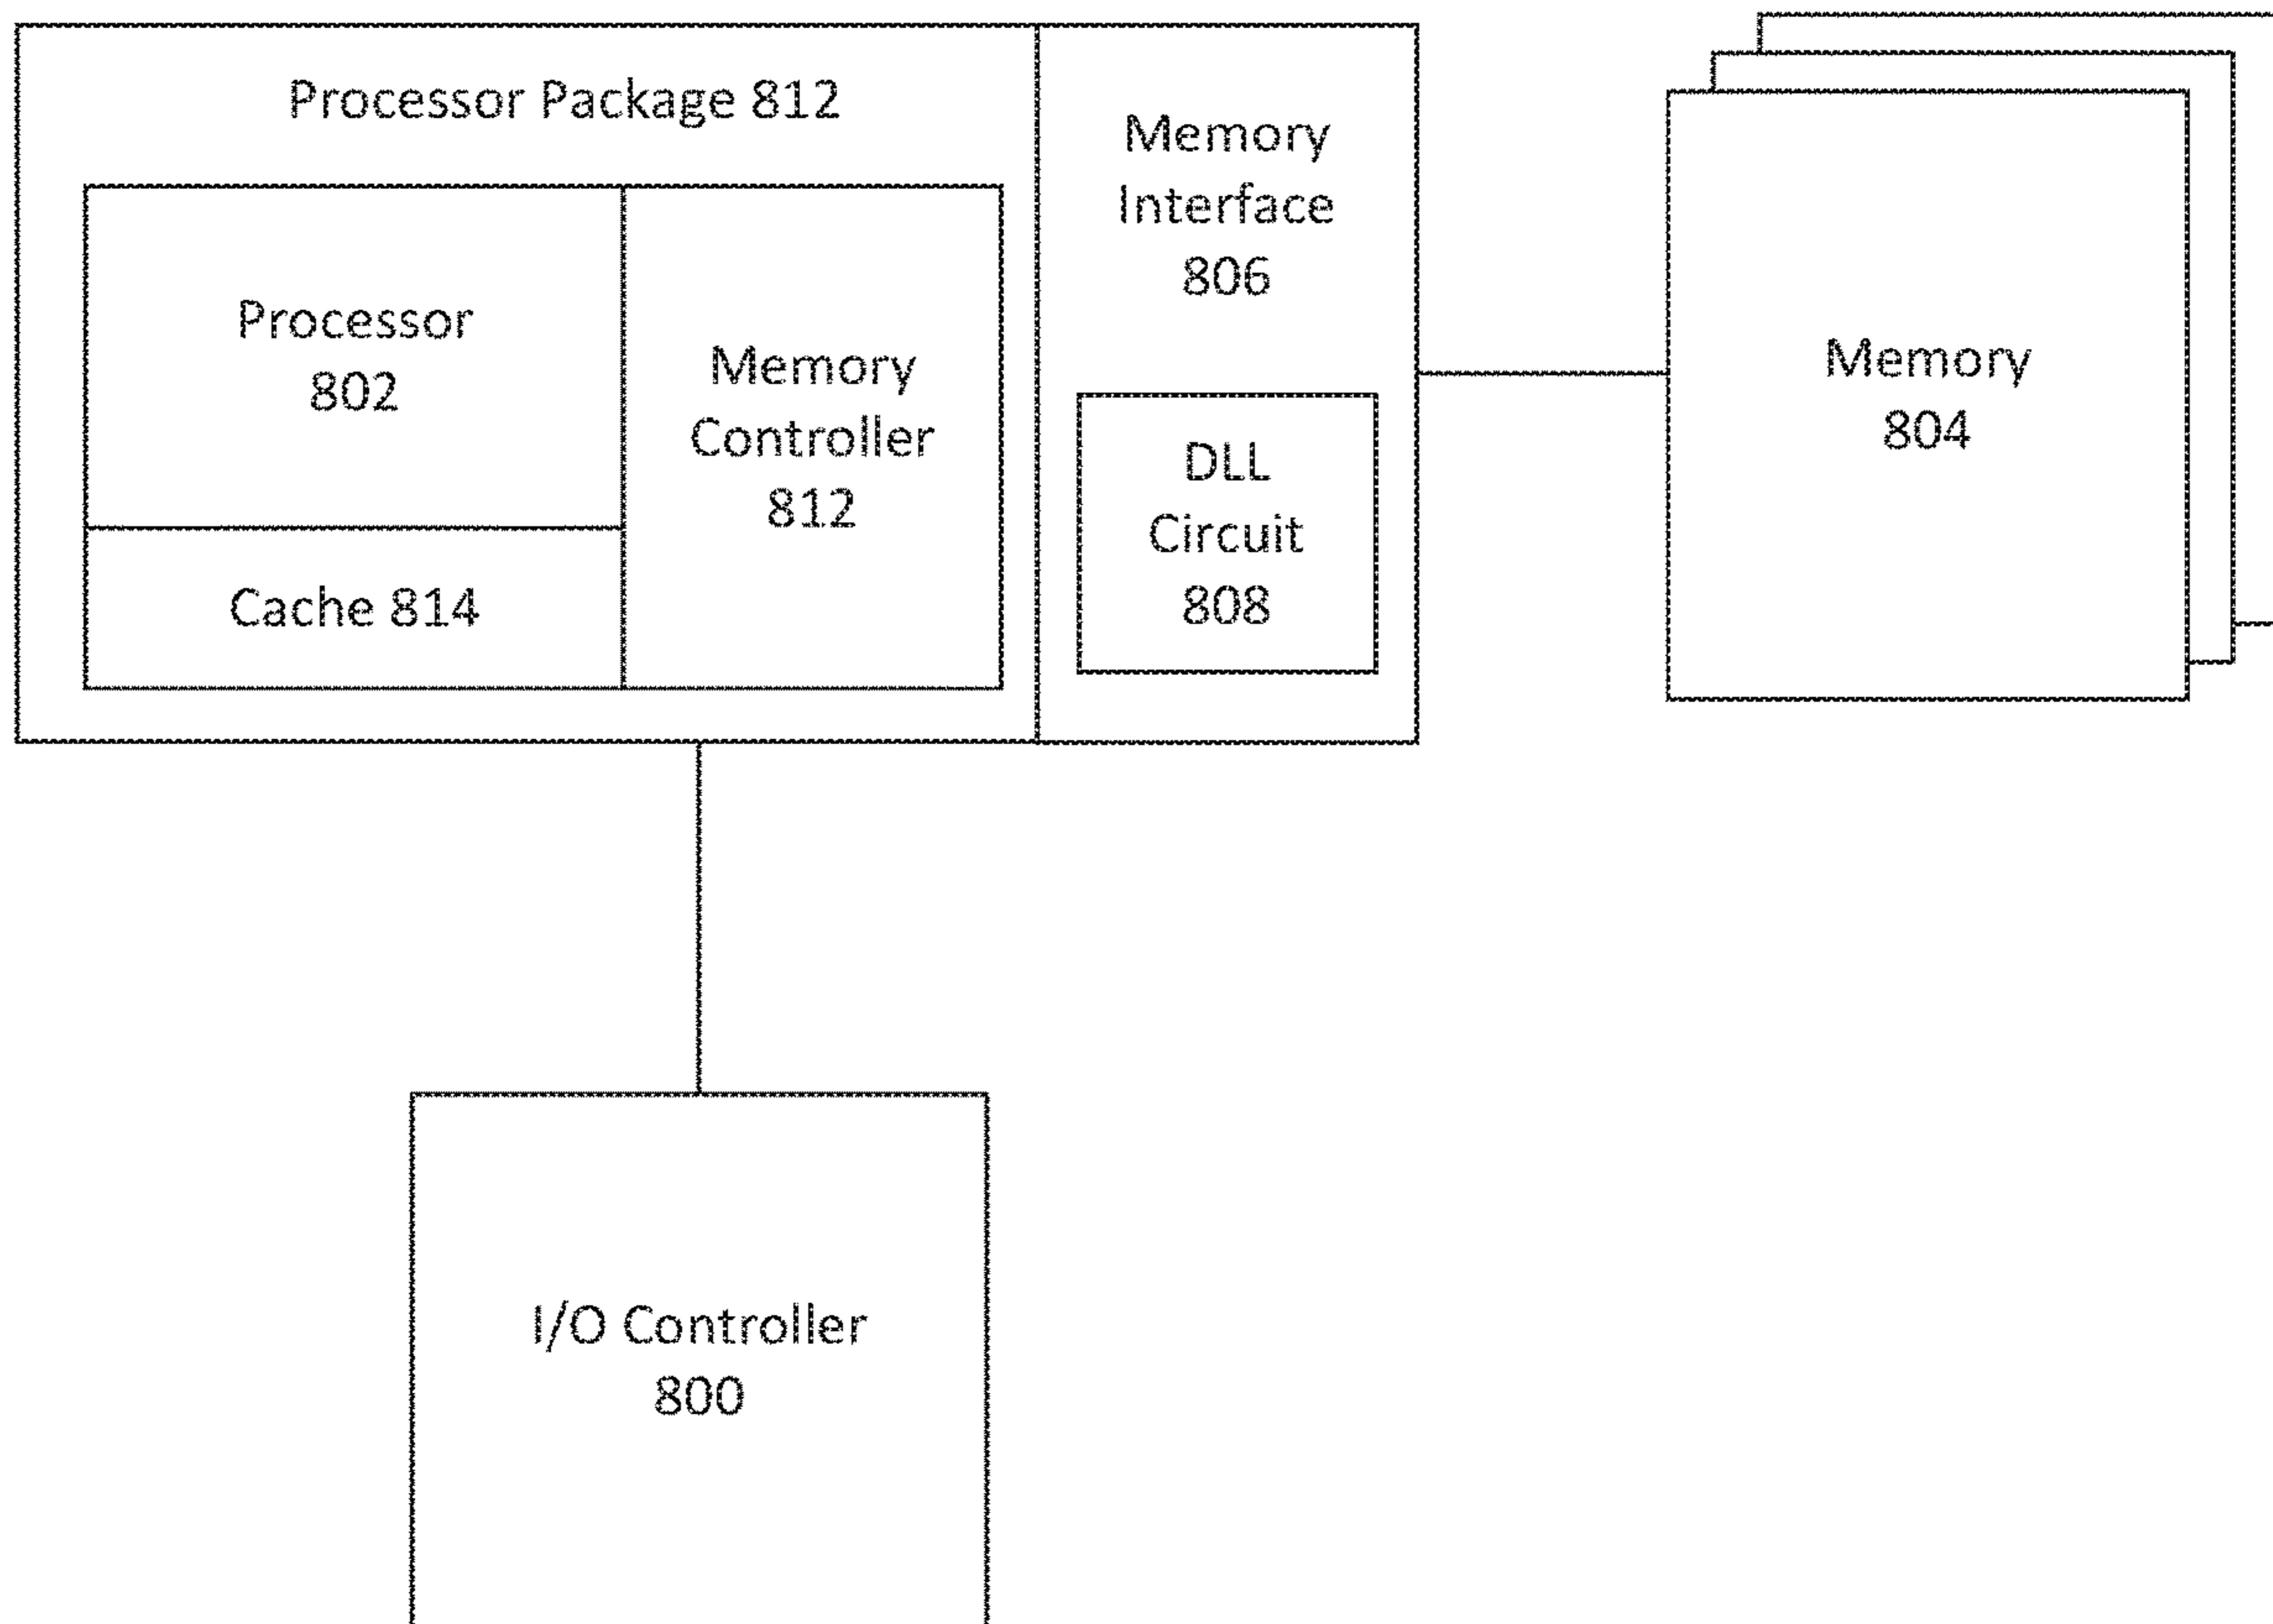 Processor Package 812
Processor
802
Cache 814
Memory
Controller
812
Memory
Interface
806
DLL
Circuit
808
Memory
804
I/O Controller
800